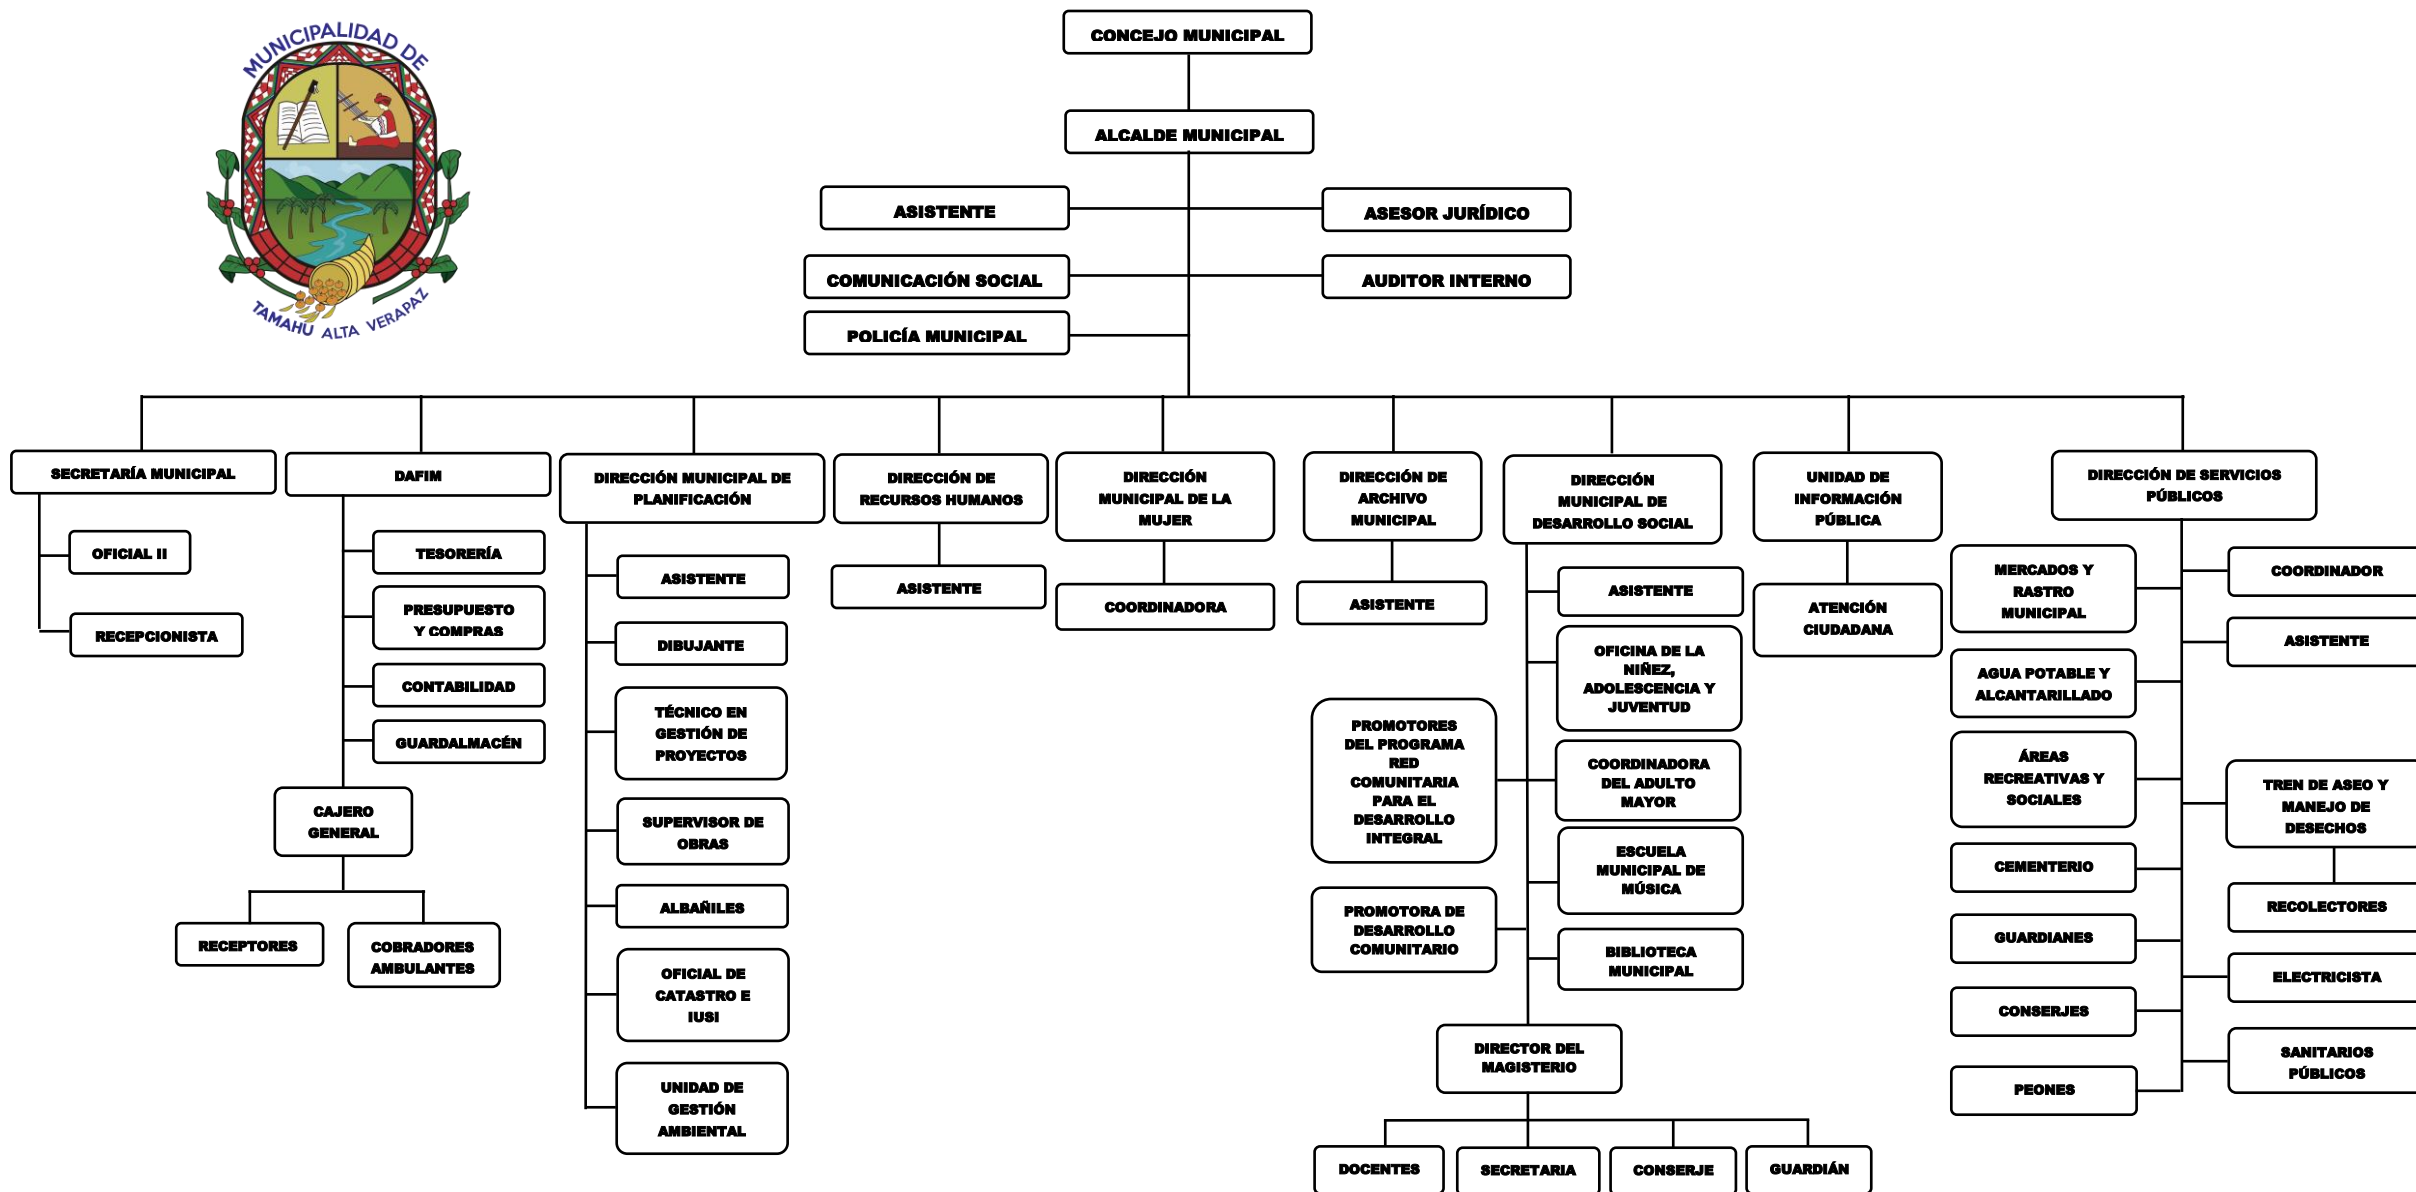 MUNICIPALIDAD DE
TAMAHÚ ALTA VERAPAZ
CONCEJO MUNICIPAL
ALCALDE MUNICIPAL
ASISTENTE
ASESOR JURÍDICO
COMUNICACIÓN SOCIAL
AUDITOR INTERNO
POLICÍA MUNICIPAL
SECRETARÍA MUNICIPAL
OFICIAL II
RECEPCIONISTA
DAFIM
TESORERÍA
PRESUPUESTO
Y COMPRAS
CONTABILIDAD
GUARDALMACÉN
CAJERO
GENERAL
RECEPTORES
COBRADORES
AMBULANTES
DIRECCIÓN MUNICIPAL DE
PLANIFICACIÓN
ASISTENTE
DIBUJANTE
TÉCNICO EN
GESTIÓN DE
PROYECTOS
SUPERVISOR DE
OBRAS
ALBAÑILES
OFICIAL DE
CATASTRO E
IUSI
UNIDAD DE
GESTIÓN
AMBIENTAL
DIRECCIÓN DE
RECURSOS HUMANOS
ASISTENTE
DIRECCIÓN
MUNICIPAL DE LA
MUJER
COORDINADORA
DIRECCIÓN DE
ARCHIVO
MUNICIPAL
ASISTENTE
DIRECCIÓN
MUNICIPAL DE
DESARROLLO SOCIAL
ASISTENTE
OFICINA DE LA
NIÑEZ,
ADOLESCENCIA Y
JUVENTUD
PROMOTORES
DEL PROGRAMA
RED
COMUNITARIA
PARA EL
DESARROLLO
INTEGRAL
COORDINADORA
DEL ADULTO
MAYOR
ESCUELA
MUNICIPAL DE
MÚSICA
PROMOTORA DE
DESARROLLO
COMUNITARIO
BIBLIOTECA
MUNICIPAL
DIRECTOR DEL
MAGISTERIO
DOCENTES
SECRETARIA
CONSERJE
GUARDIÁN
UNIDAD DE
INFORMACIÓN
PÚBLICA
ATENCIÓN
CIUDADANA
DIRECCIÓN DE SERVICIOS
PÚBLICOS
MERCADOS Y
RASTRO
MUNICIPAL
COORDINADOR
ASISTENTE
AGUA POTABLE Y
ALCANTARILLADO
ÁREAS
RECREATIVAS Y
SOCIALES
TREN DE ASEO Y
MANEJO DE
DESECHOS
CEMENTERIO
RECOLECTORES
GUARDIANES
ELECTRICISTA
CONSERJES
SANITARIOS
PÚBLICOS
PEONES